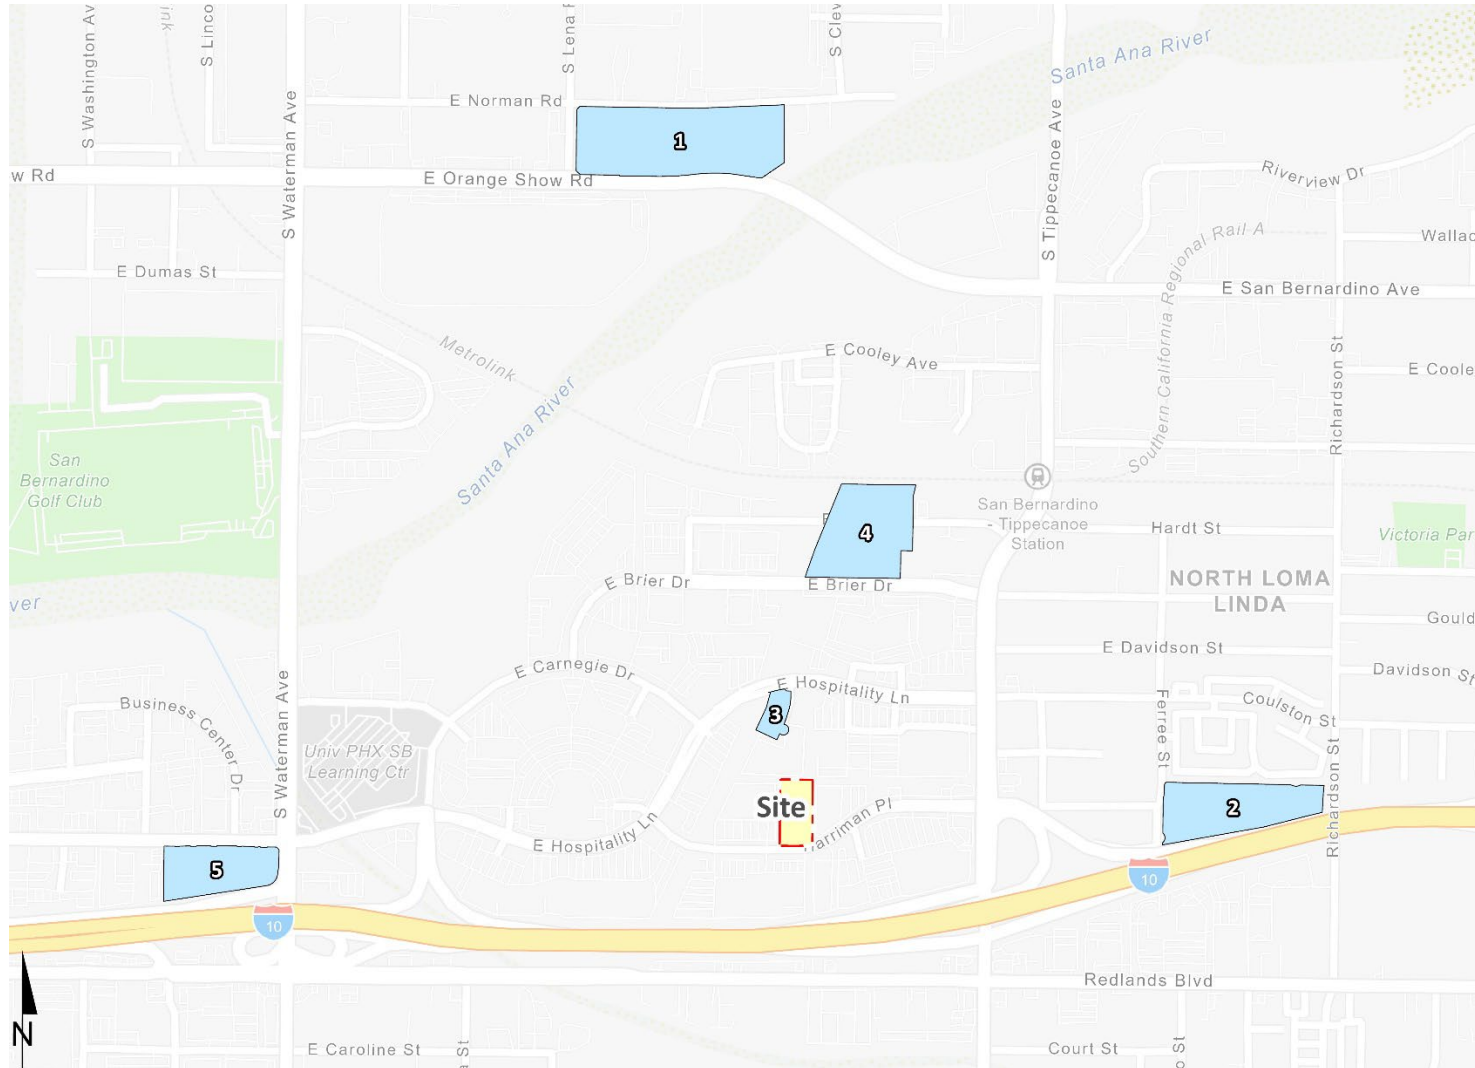 S Washington Av
ink
S Linco
S Lena
S Clev
Santa Ana River
E Norman Rd
S Waterman Ave
1
S Tippecanoe Ave
w Rd
E Orange Show Rd
Riverview Dr
Wallac
E Dumas St
Southern California Regional Rail A
E San Bernardino Ave
Metrolink
E Cooley Ave
Richardson St
E Coole
Santa Ana River
San
Bernardino
Golf Club
San Bernardino
- Tippecanoe
Station
4
Hardt St
Victoria Par
E Brier Dr
E Brier Dr
NORTH LOMA
LINDA
ver
Gould
E Davidson St
Davidson St
E Carnegie Dr
E Hospitality Ln
S Waterman Ave
Business Center Dr
3
Ferree St
Coulston St
Univ PHX SB
Learning Ctr
Richardson St
Site
Harriman Pl
2
E Hospitality Ln
5
10
10
Redlands Blvd
N
E Caroline St
a St
Court St
o St